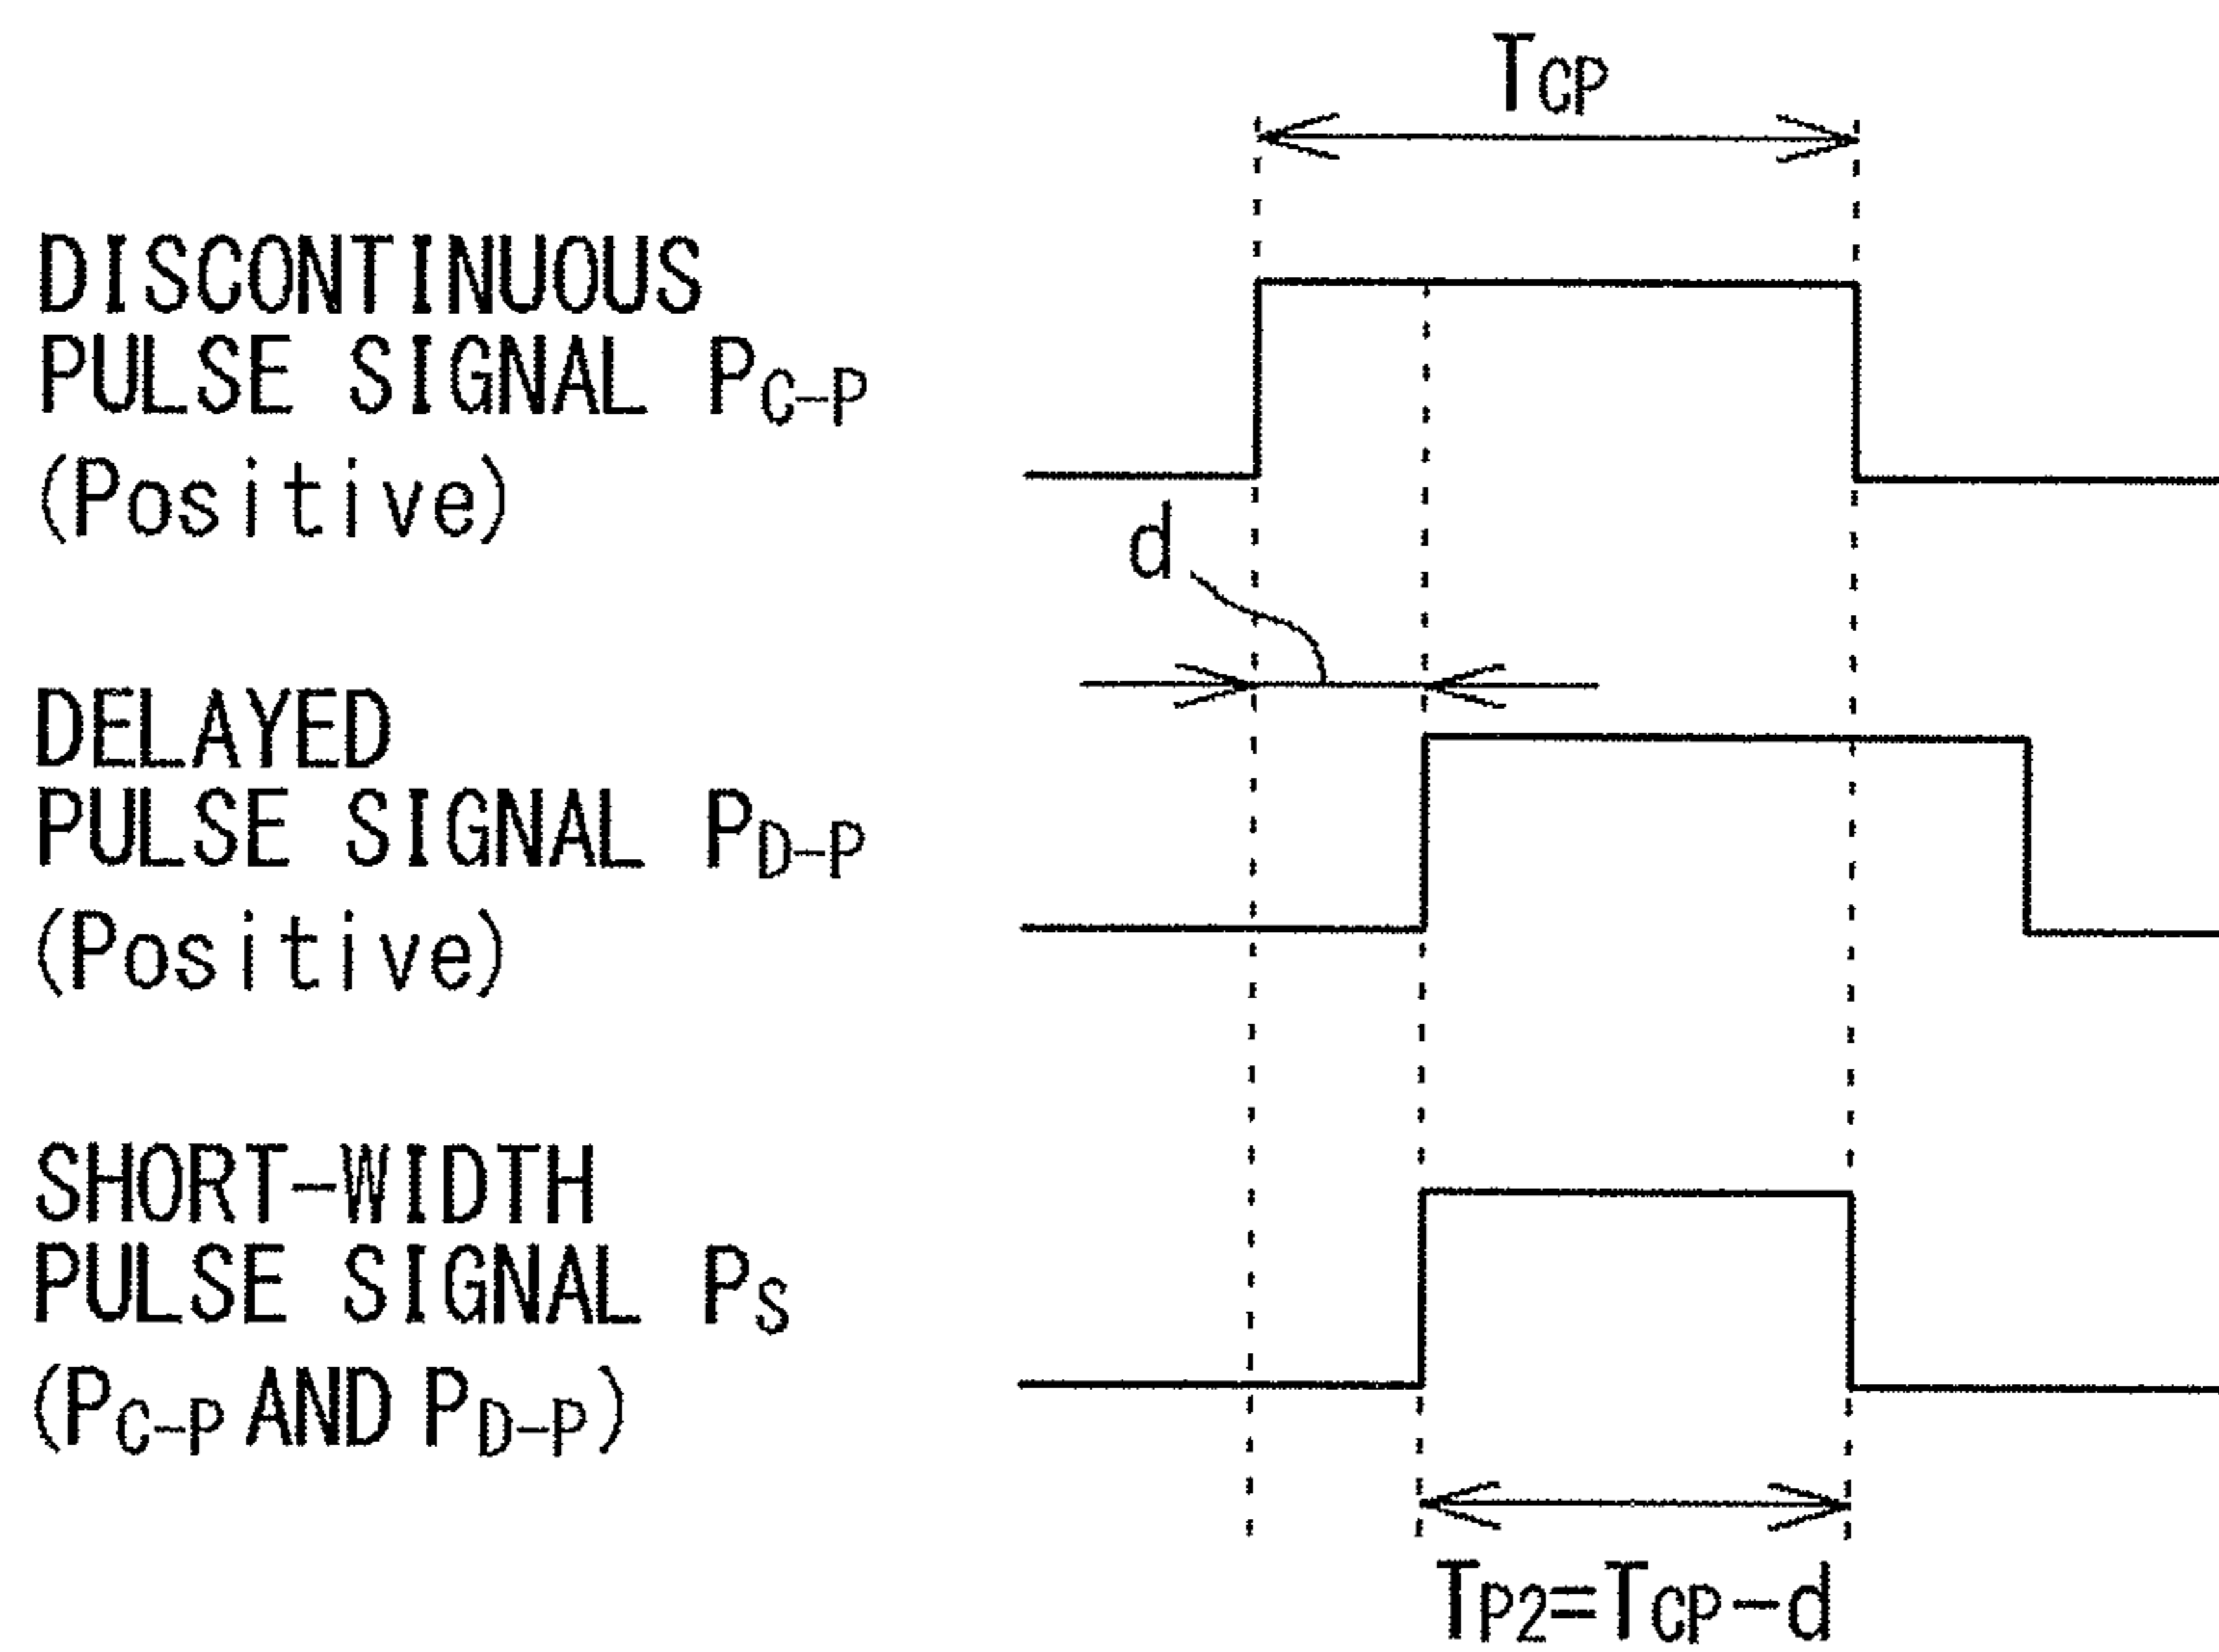 TCP
DISCONTINUOUS
PULSE SIGNAL PC-P
(Positive)
d
DELAYED
PULSE SIGNAL PD-P
(Positive)
SHORT-WIDTH
PULSE SIGNAL PS
(PC-P AND PD-P)
TP2=TCP-d